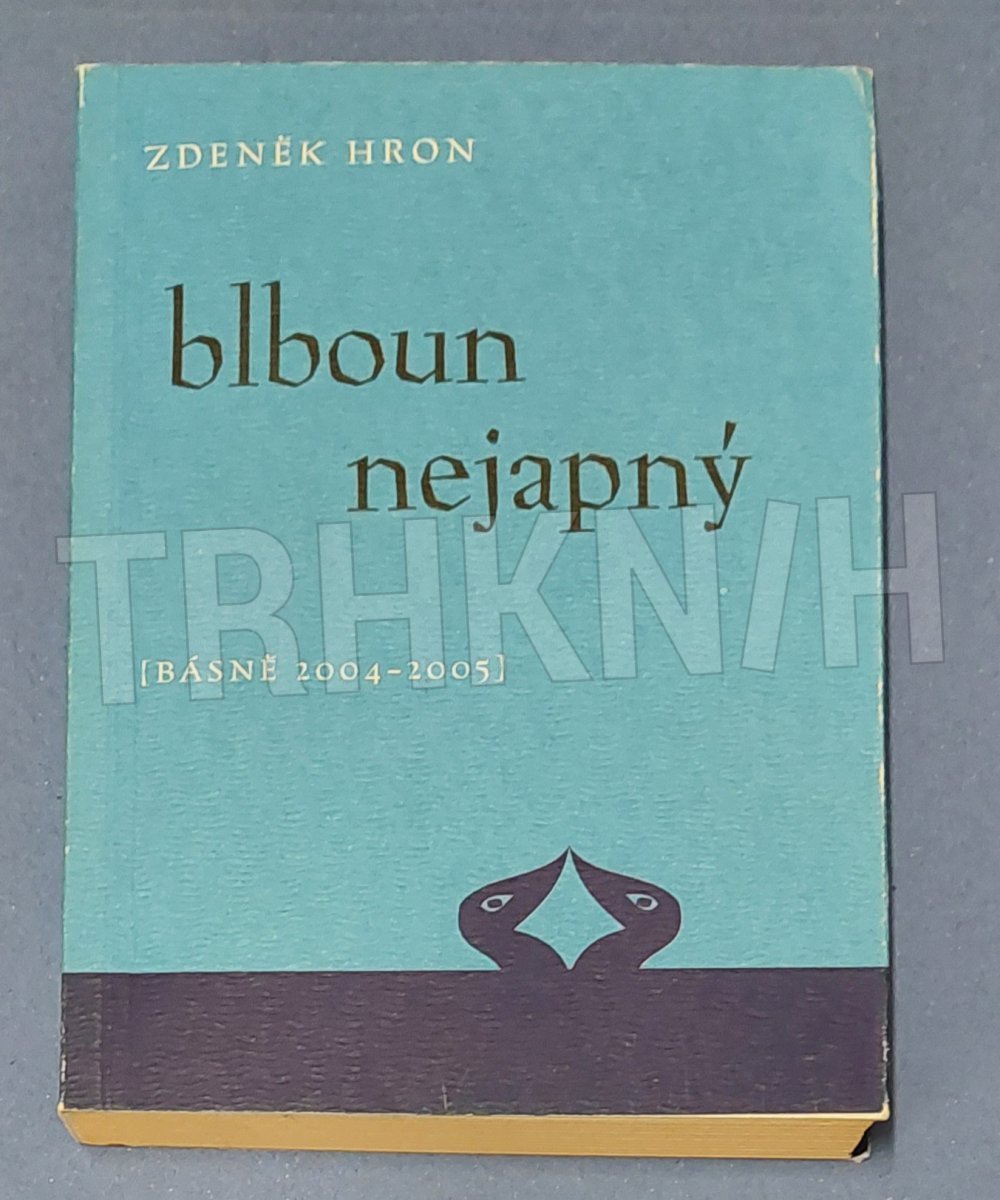 ZDENĚK HRON
blboun
nejapný
TRHKNIH
[BÁSNĚ 2004–2005]